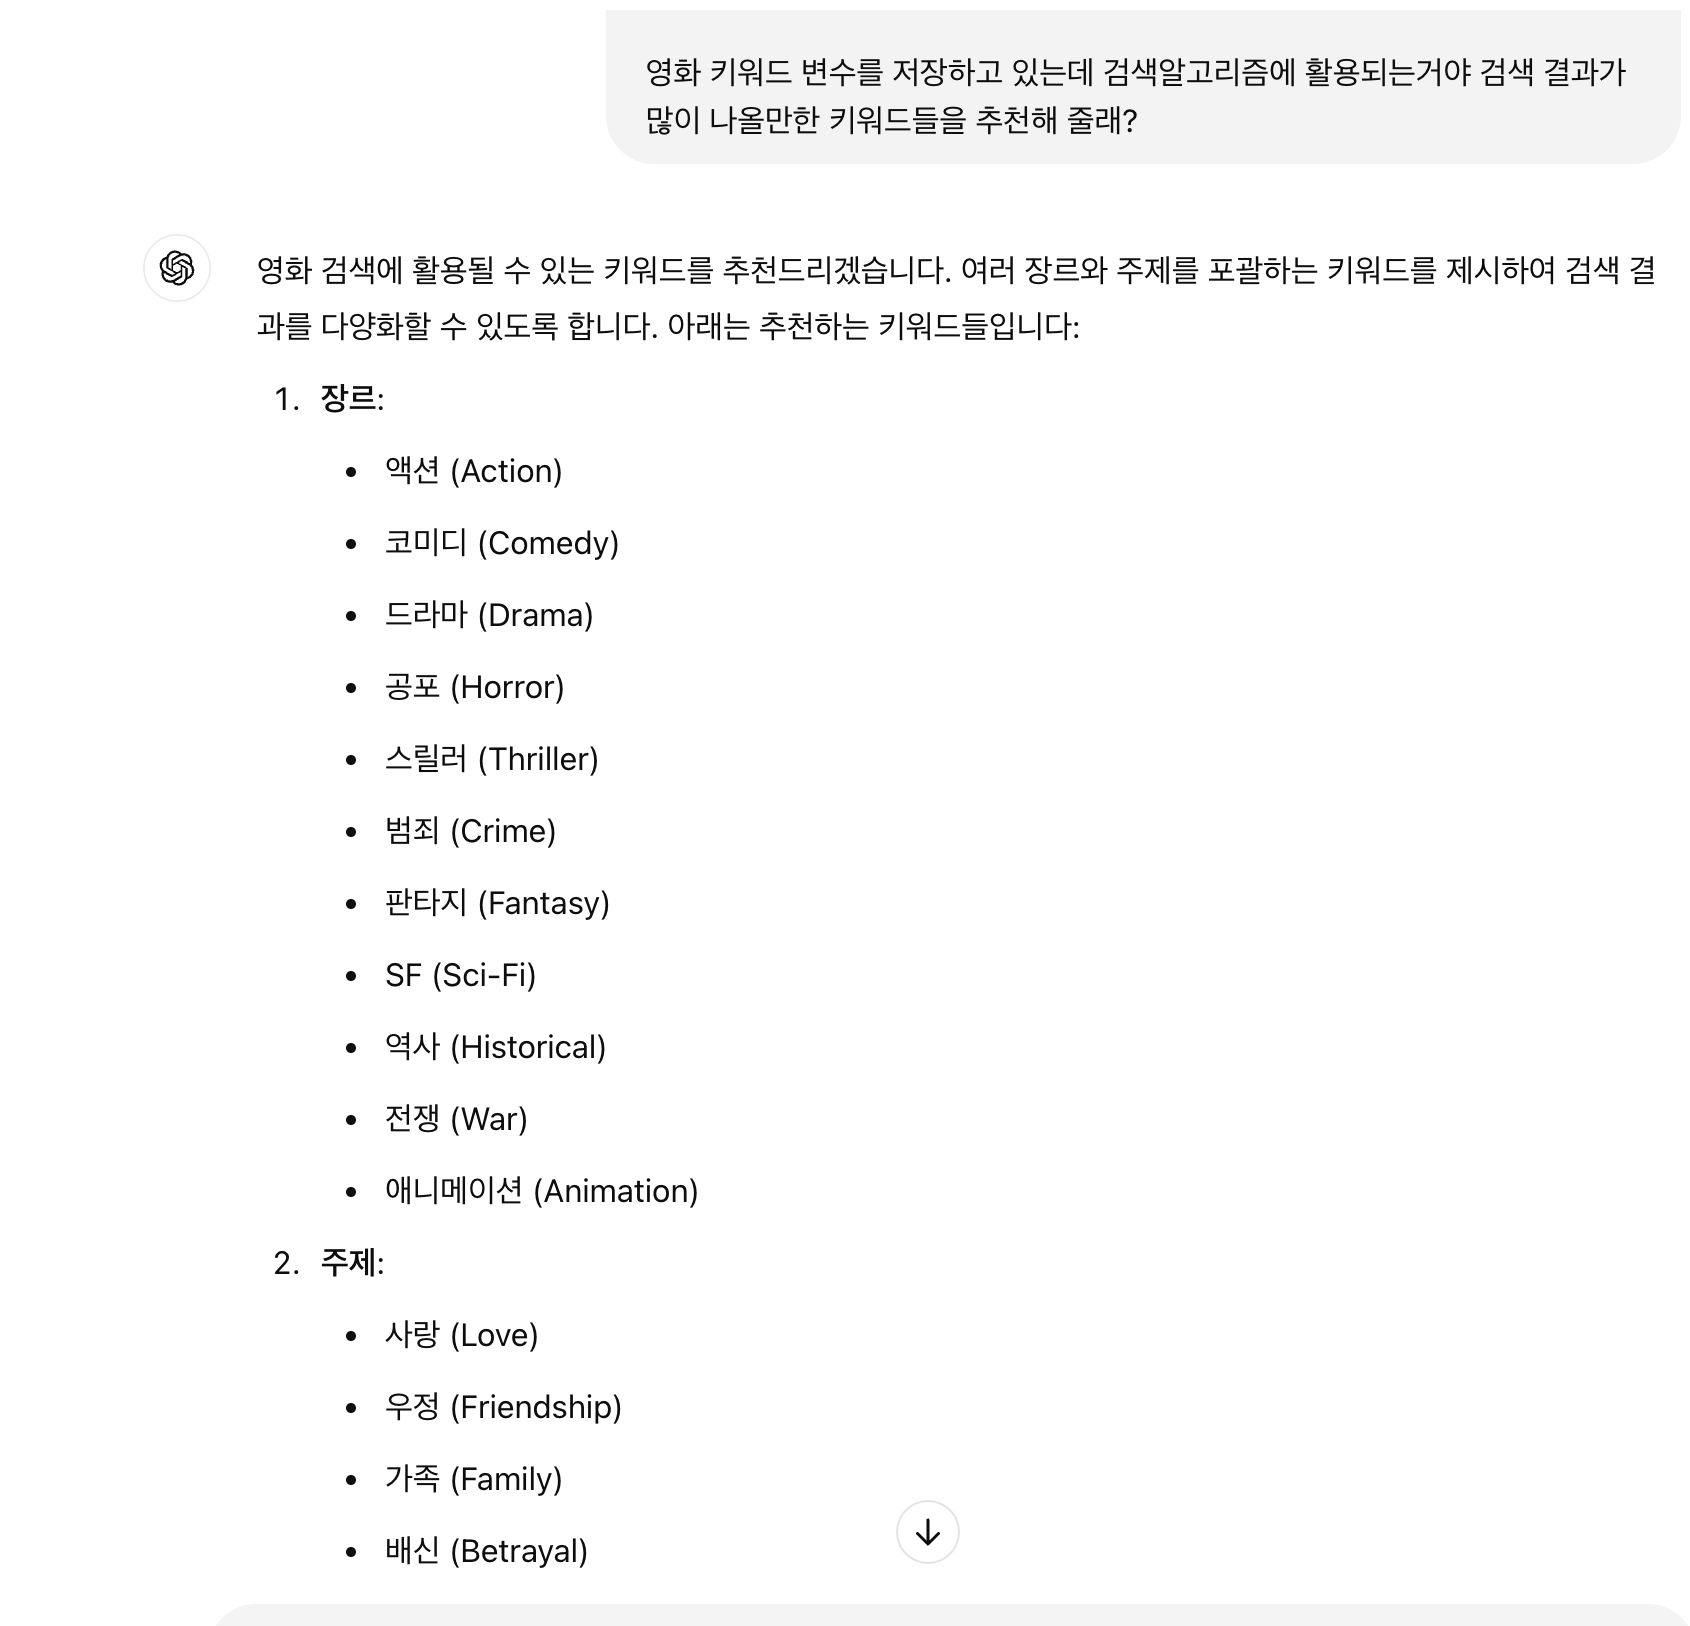 영화 키워드 변수를 저장하고 있는데 검색알고리즘에 활용되는거야 검색 결과가
많이 나올만한 키워드들을 추천해 줄래?
영화 검색에 활용될 수 있는 키워드를 추천드리겠습니다. 여러 장르와 주제를 포괄하는 키워드를 제시하여 검색 결
과를 다양화할 수 있도록 합니다. 아래는 추천하는 키워드들입니다:
1. 장르:
• 액션 (Action)
• 코미디 (Comedy)
• 드라마 (Drama)
• 공포 (Horror)
• 스릴러 (Thriller)
• 범죄 (Crime)
• 판타지 (Fantasy)
• SF (Sci-Fi)
• 역사 (Historical)
• 전쟁 (War)
• 애니메이션 (Animation)
2. 주제:
• 사랑 (Love)
• 우정 (Friendship)
• 가족 (Family)
• 배신 (Betrayal)